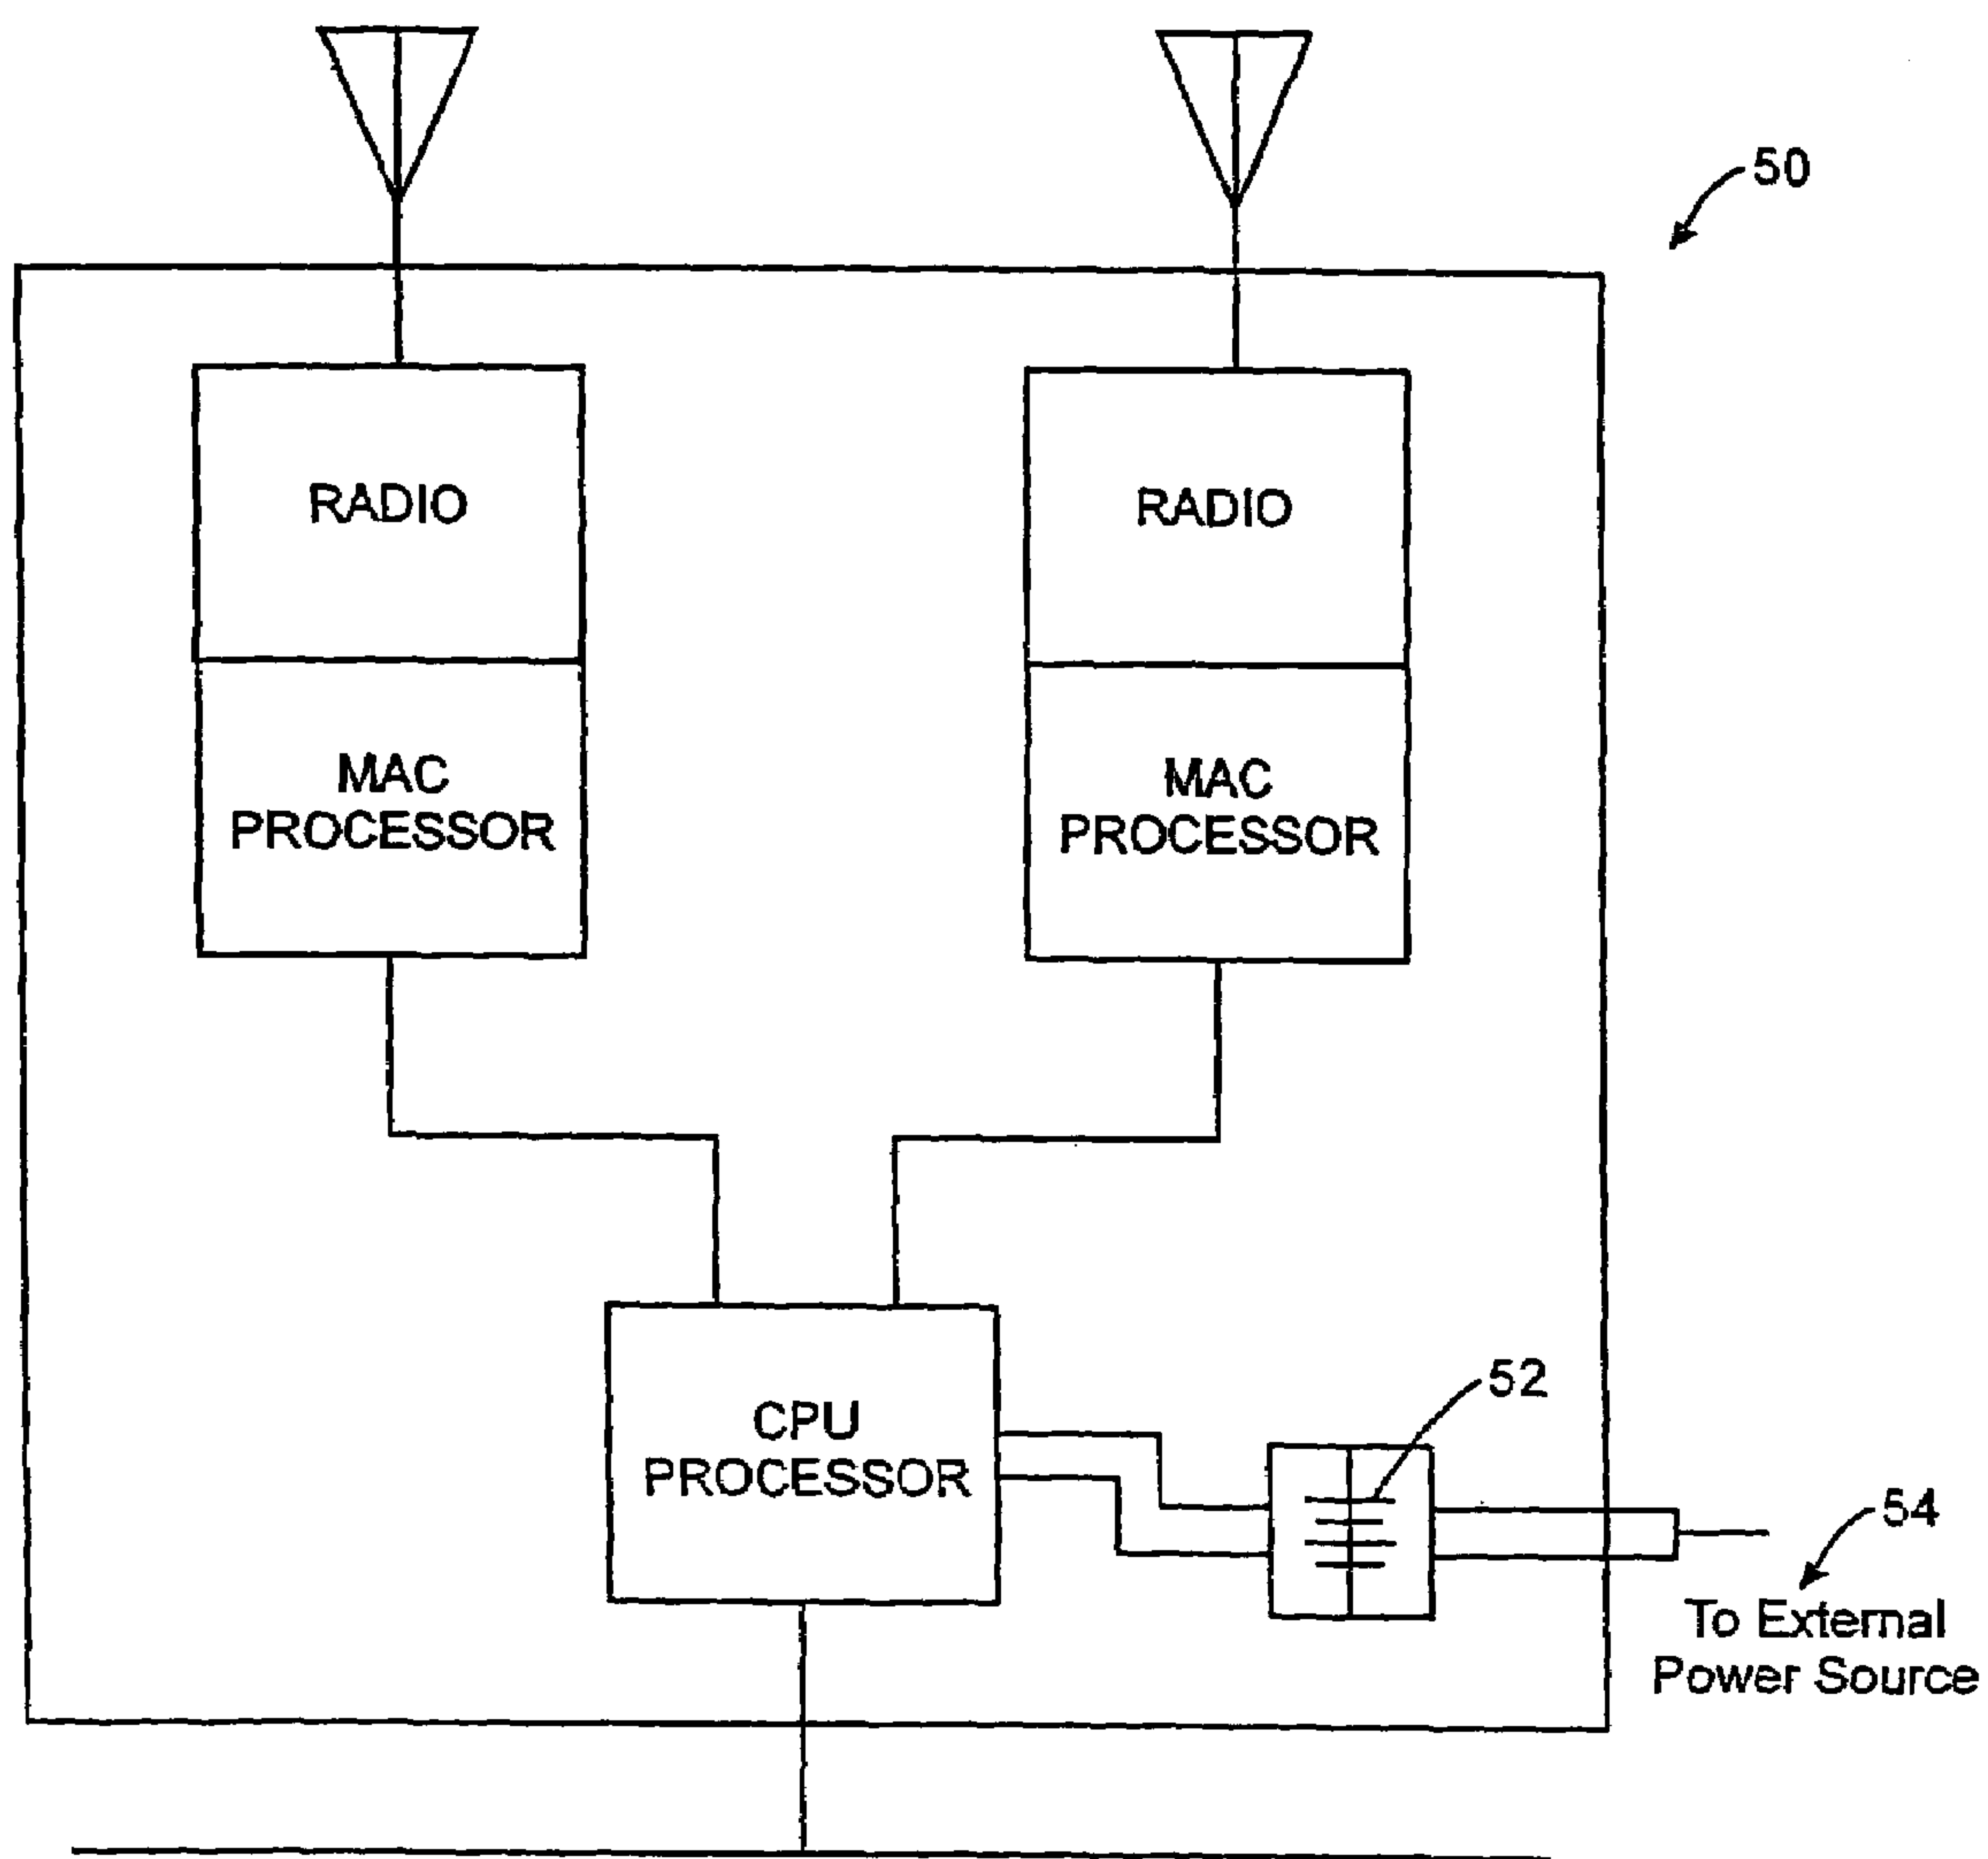 50
RADIO
RADIO
MAC
PROCESSOR
MAC
PROCESSOR
CPU
PROCESSOR
52
54
To External
Power Source